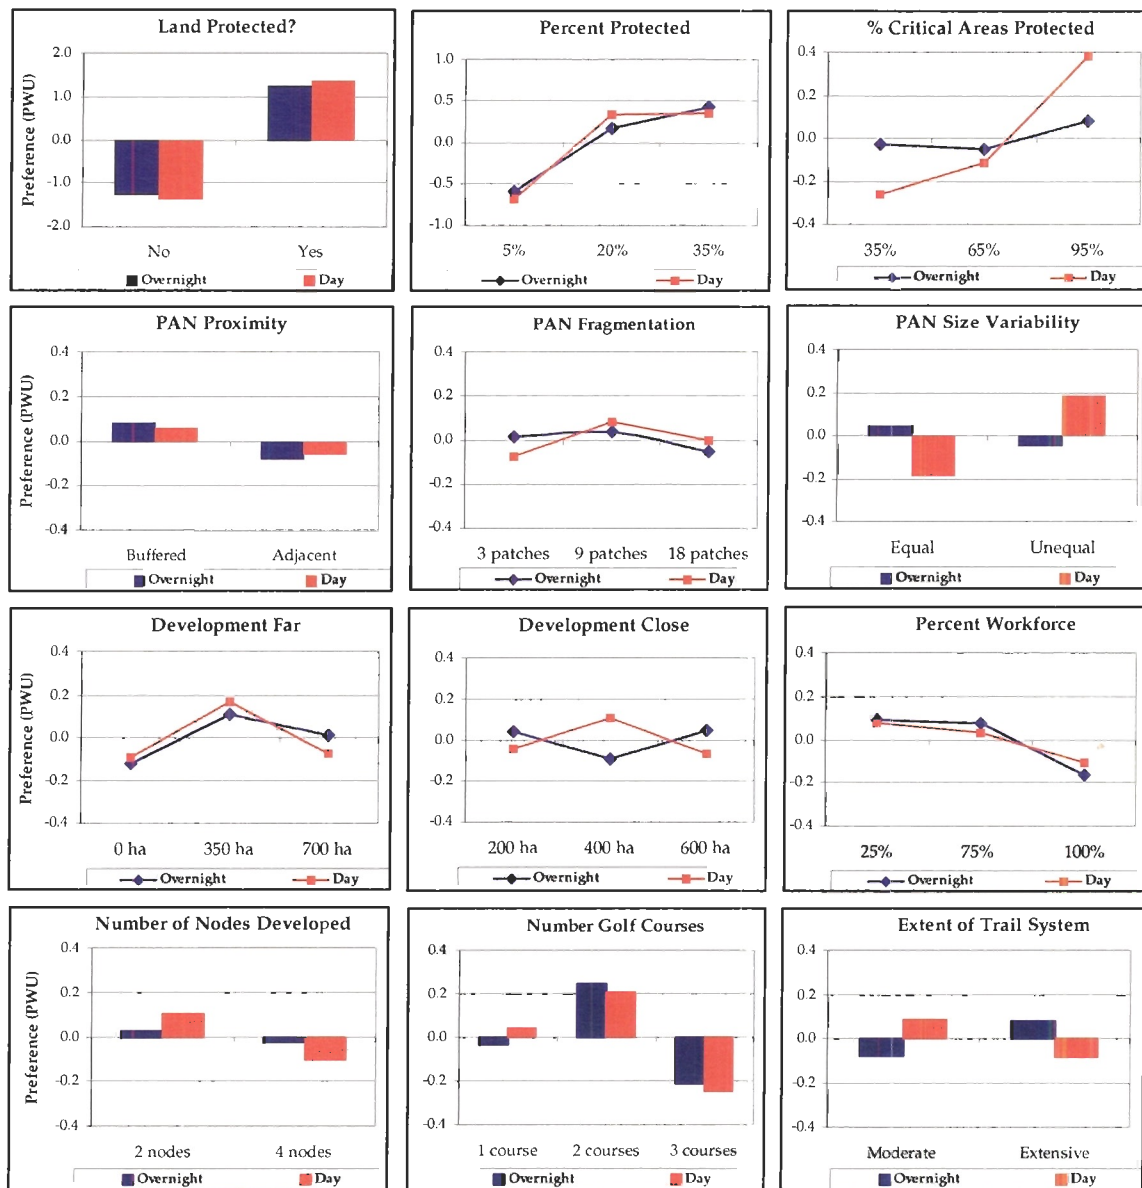 Land Protected?
Preference (PWU)
2.0
1.0
0.0
-1.0
-2.0
No Yes
Overnight Day
Percent Protected
1.0
0.5
0.0
-0.5
-1.0
5% 20% 35%
Overnight Day
% Critical Areas Protected
0.4
0.2
0.0
-0.2
-0.4
35% 65% 95%
Overnight Day
PAN Proximity
Preference (PWU)
0.4
0.2
0.0
-0.2
-0.4
Buffered Adjacent
Overnight Day
PAN Fragmentation
0.4
0.2
0.0
-0.2
-0.4
3 patches 9 patches 18 patches
Overnight Day
PAN Size Variability
0.4
0.2
0.0
-0.2
-0.4
Equal Unequal
Overnight Day
Development Far
Preference (PWU)
0.4
0.2
0.0
-0.2
-0.4
0 ha 350 ha 700 ha
Overnight Day
Development Close
0.4
0.2
0.0
-0.2
-0.4
200 ha 400 ha 600 ha
Overnight Day
Percent Workforce
0.4
0.2
0.0
-0.2
-0.4
25% 75% 100%
Overnight Day
Number of Nodes Developed
Preference (PWU)
0.4
0.2
0.0
-0.2
-0.4
2 nodes 4 nodes
Overnight Day
Number Golf Courses
0.4
0.2
0.0
-0.2
-0.4
1 course 2 courses 3 courses
Overnight Day
Extent of Trail System
0.4
0.2
0.0
-0.2
-0.4
Moderate Extensive
Overnight Day